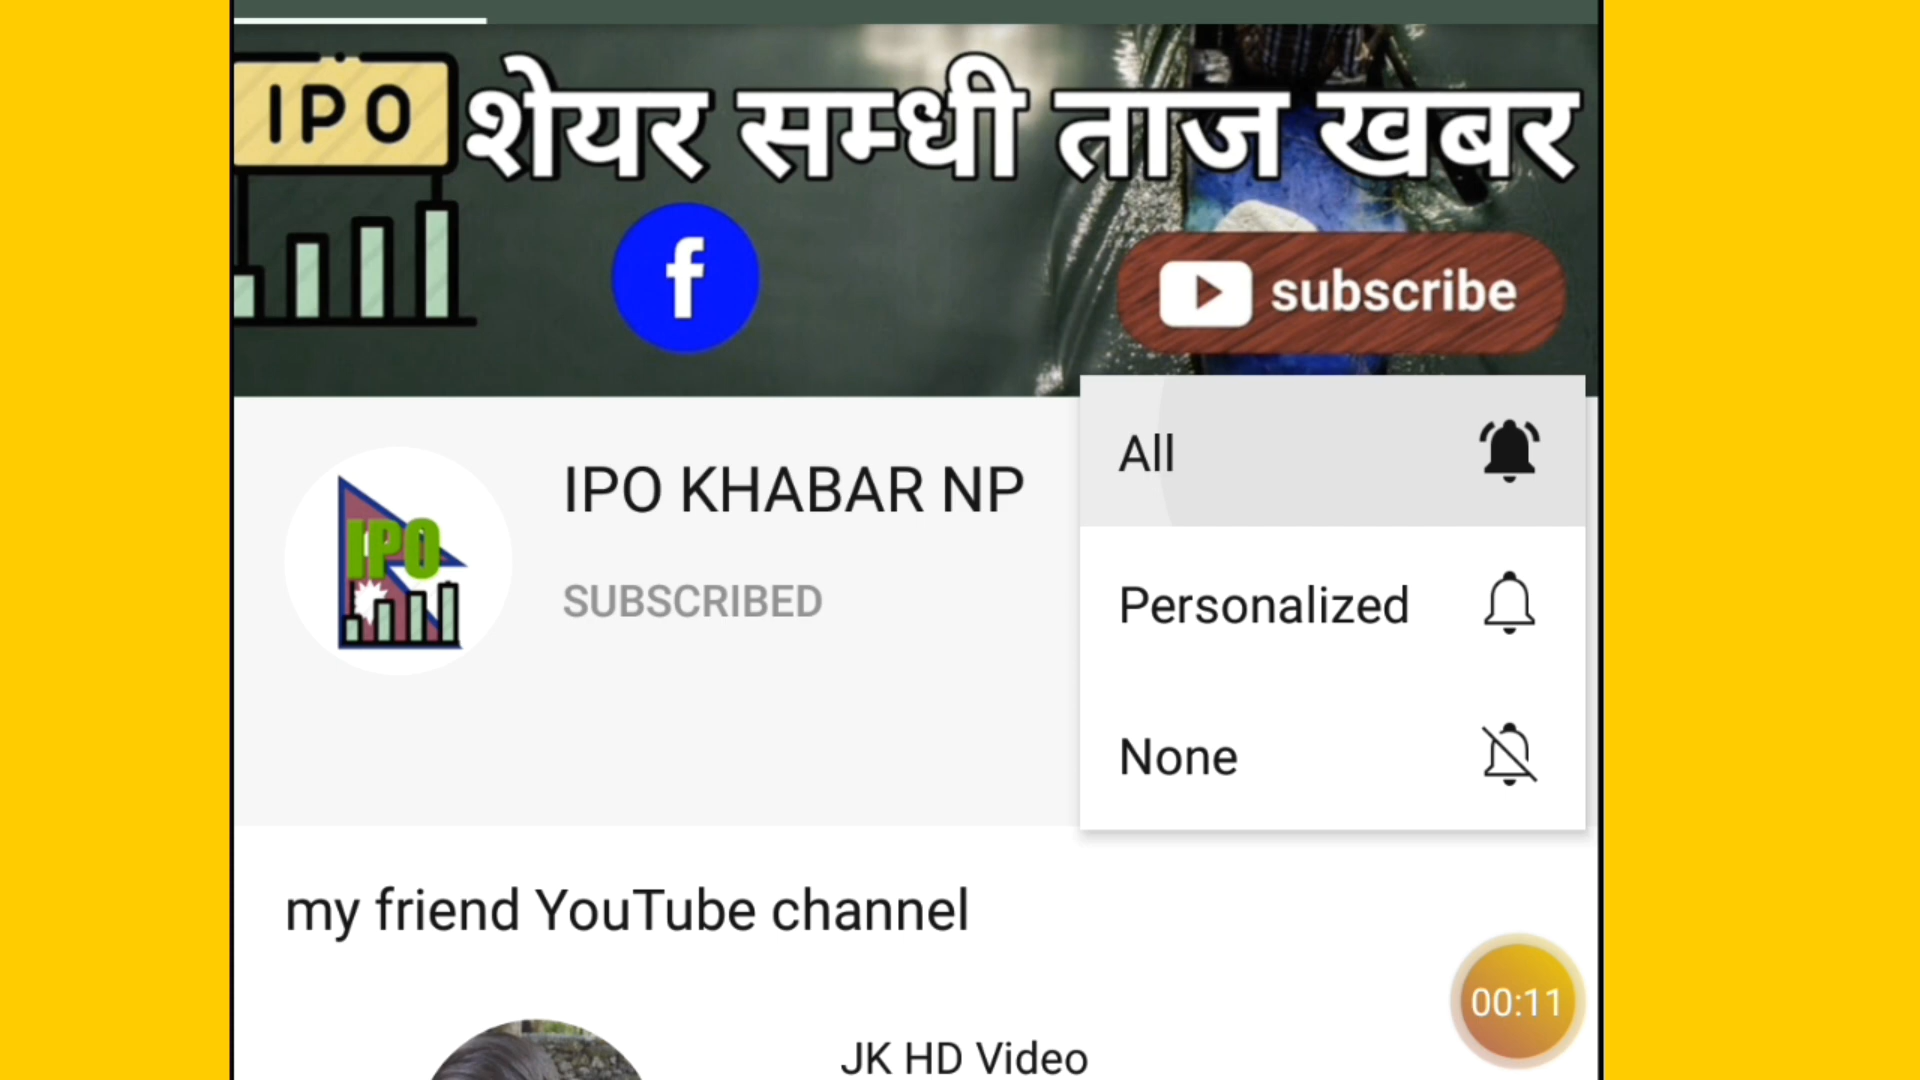 IPO
शेयर सम्धी ताज खबर
f
subscribe
All
IPO KHABAR NP
IPO
SUBSCRIBED
Personalized
None
my friend YouTube channel
00:11
JK HD Video